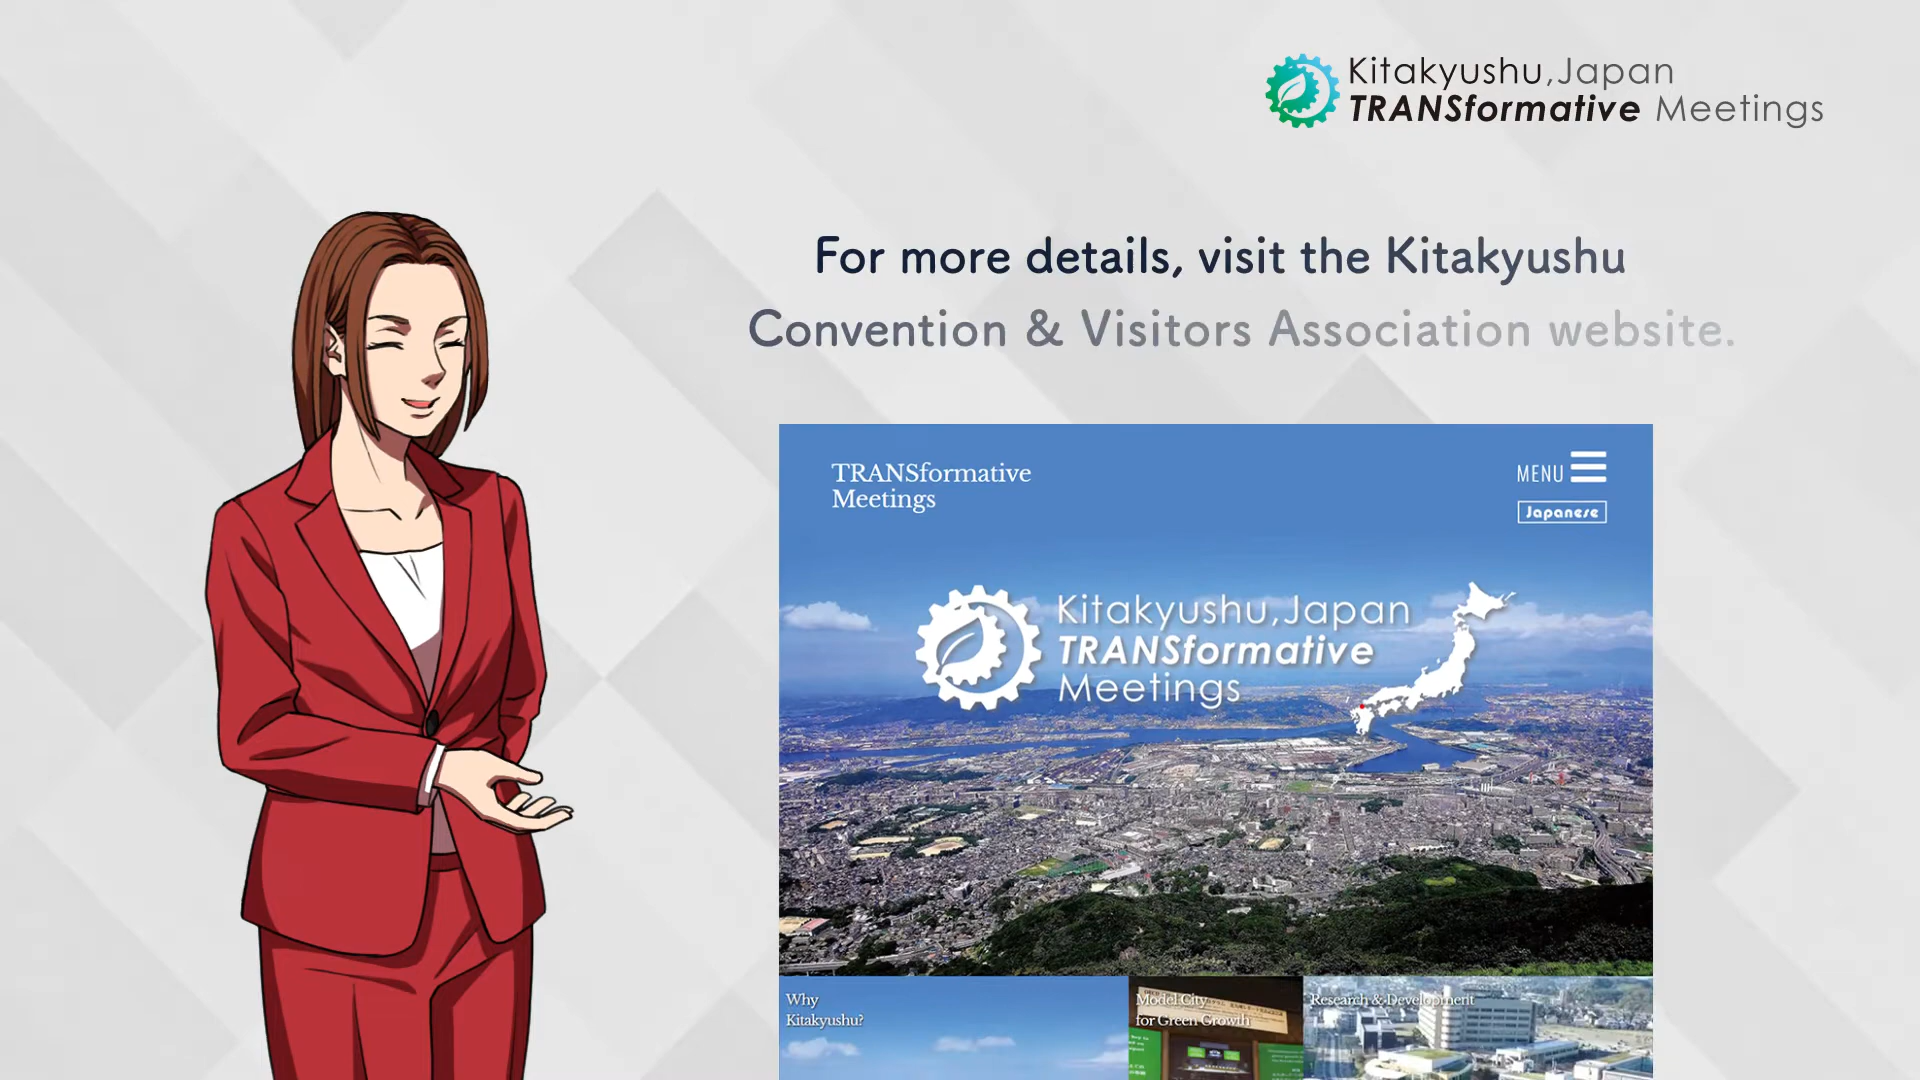 Kitakyushu,Japan
TRANSformative Meetings
For more details, visit the Kitakyushu
Convention & Visitors Association website.
TRANSformative
Meetings
MENU
Japanese
Kitakyushu,Japan
TRANSformative
Meetings
Why
Kitakyushu?
Model City
for Green Growth
Research & Development